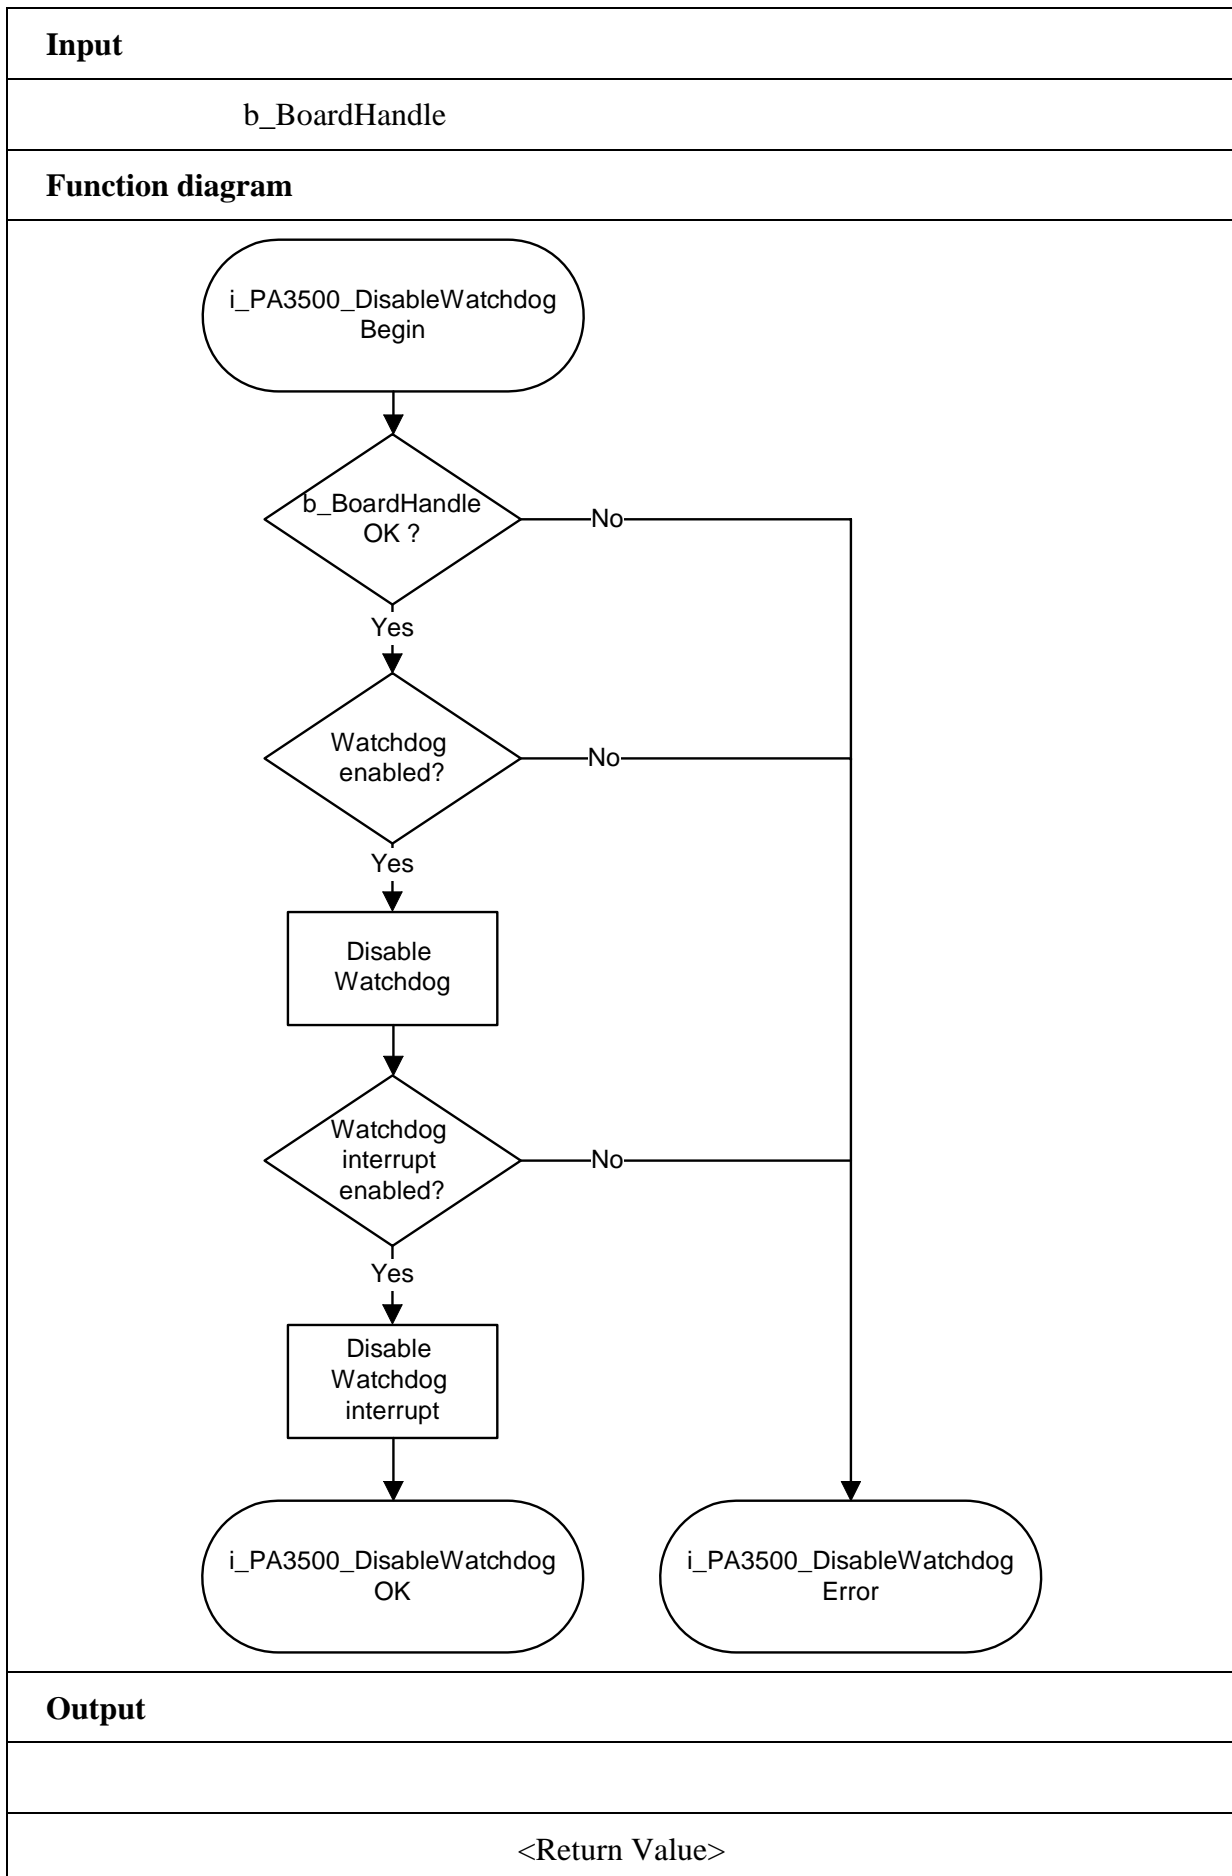 Input
b_BoardHandle
Function diagram
i_PA3500_DisableWatchdog
Begin
b_BoardHandle
OK ?
No
Yes
Watchdog
enabled?
No
Yes
Disable
Watchdog
Watchdog
interrupt
enabled?
No
Yes
Disable
Watchdog
interrupt
i_PA3500_DisableWatchdog
OK
i_PA3500_DisableWatchdog
Error
Output
<Return Value>